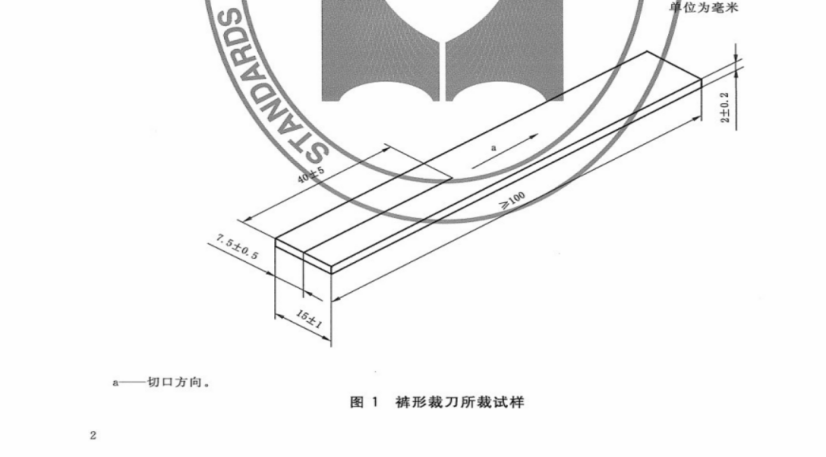 单位为毫米
STANDARDS
2±0.2
a
40±5
≥100
7.5±0.5
15±1
a——切口方向。
图 1 裤形裁刀所裁试样
2